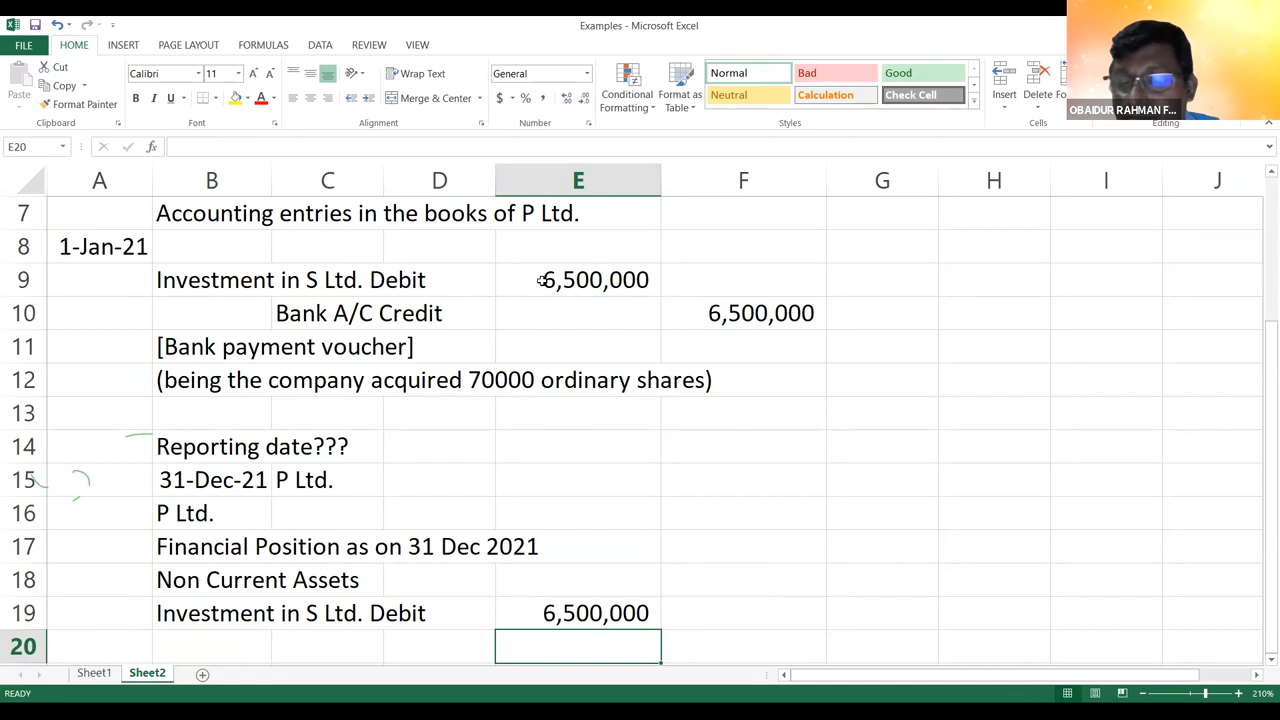 Examples - Microsoft Excel
FILE HOME INSERT PAGE LAYOUT FORMULAS DATA REVIEW VIEW
Cut
Copy
Format Painter
Paste
Clipboard
Calibri 11
B I U
Font
Wrap Text
Merge & Center
Alignment
General
$ % ,
Number
Conditional Formatting
Format as Table
Normal Bad Good
Neutral Calculation Check Cell
Styles
Insert Delete Fo
Cells
Editing
OBAIDUR RAHMAN F...
E20 fx
A B C D E F G H I J
7 Accounting entries in the books of P Ltd.
8 1-Jan-21
9 Investment in S Ltd. Debit 6,500,000
10 Bank A/C Credit 6,500,000
11 [Bank payment voucher]
12 (being the company acquired 70000 ordinary shares)
13
14 Reporting date???
15 31-Dec-21 P Ltd.
16 P Ltd.
17 Financial Position as on 31 Dec 2021
18 Non Current Assets
19 Investment in S Ltd. Debit 6,500,000
20
Sheet1 Sheet2
READY 210%